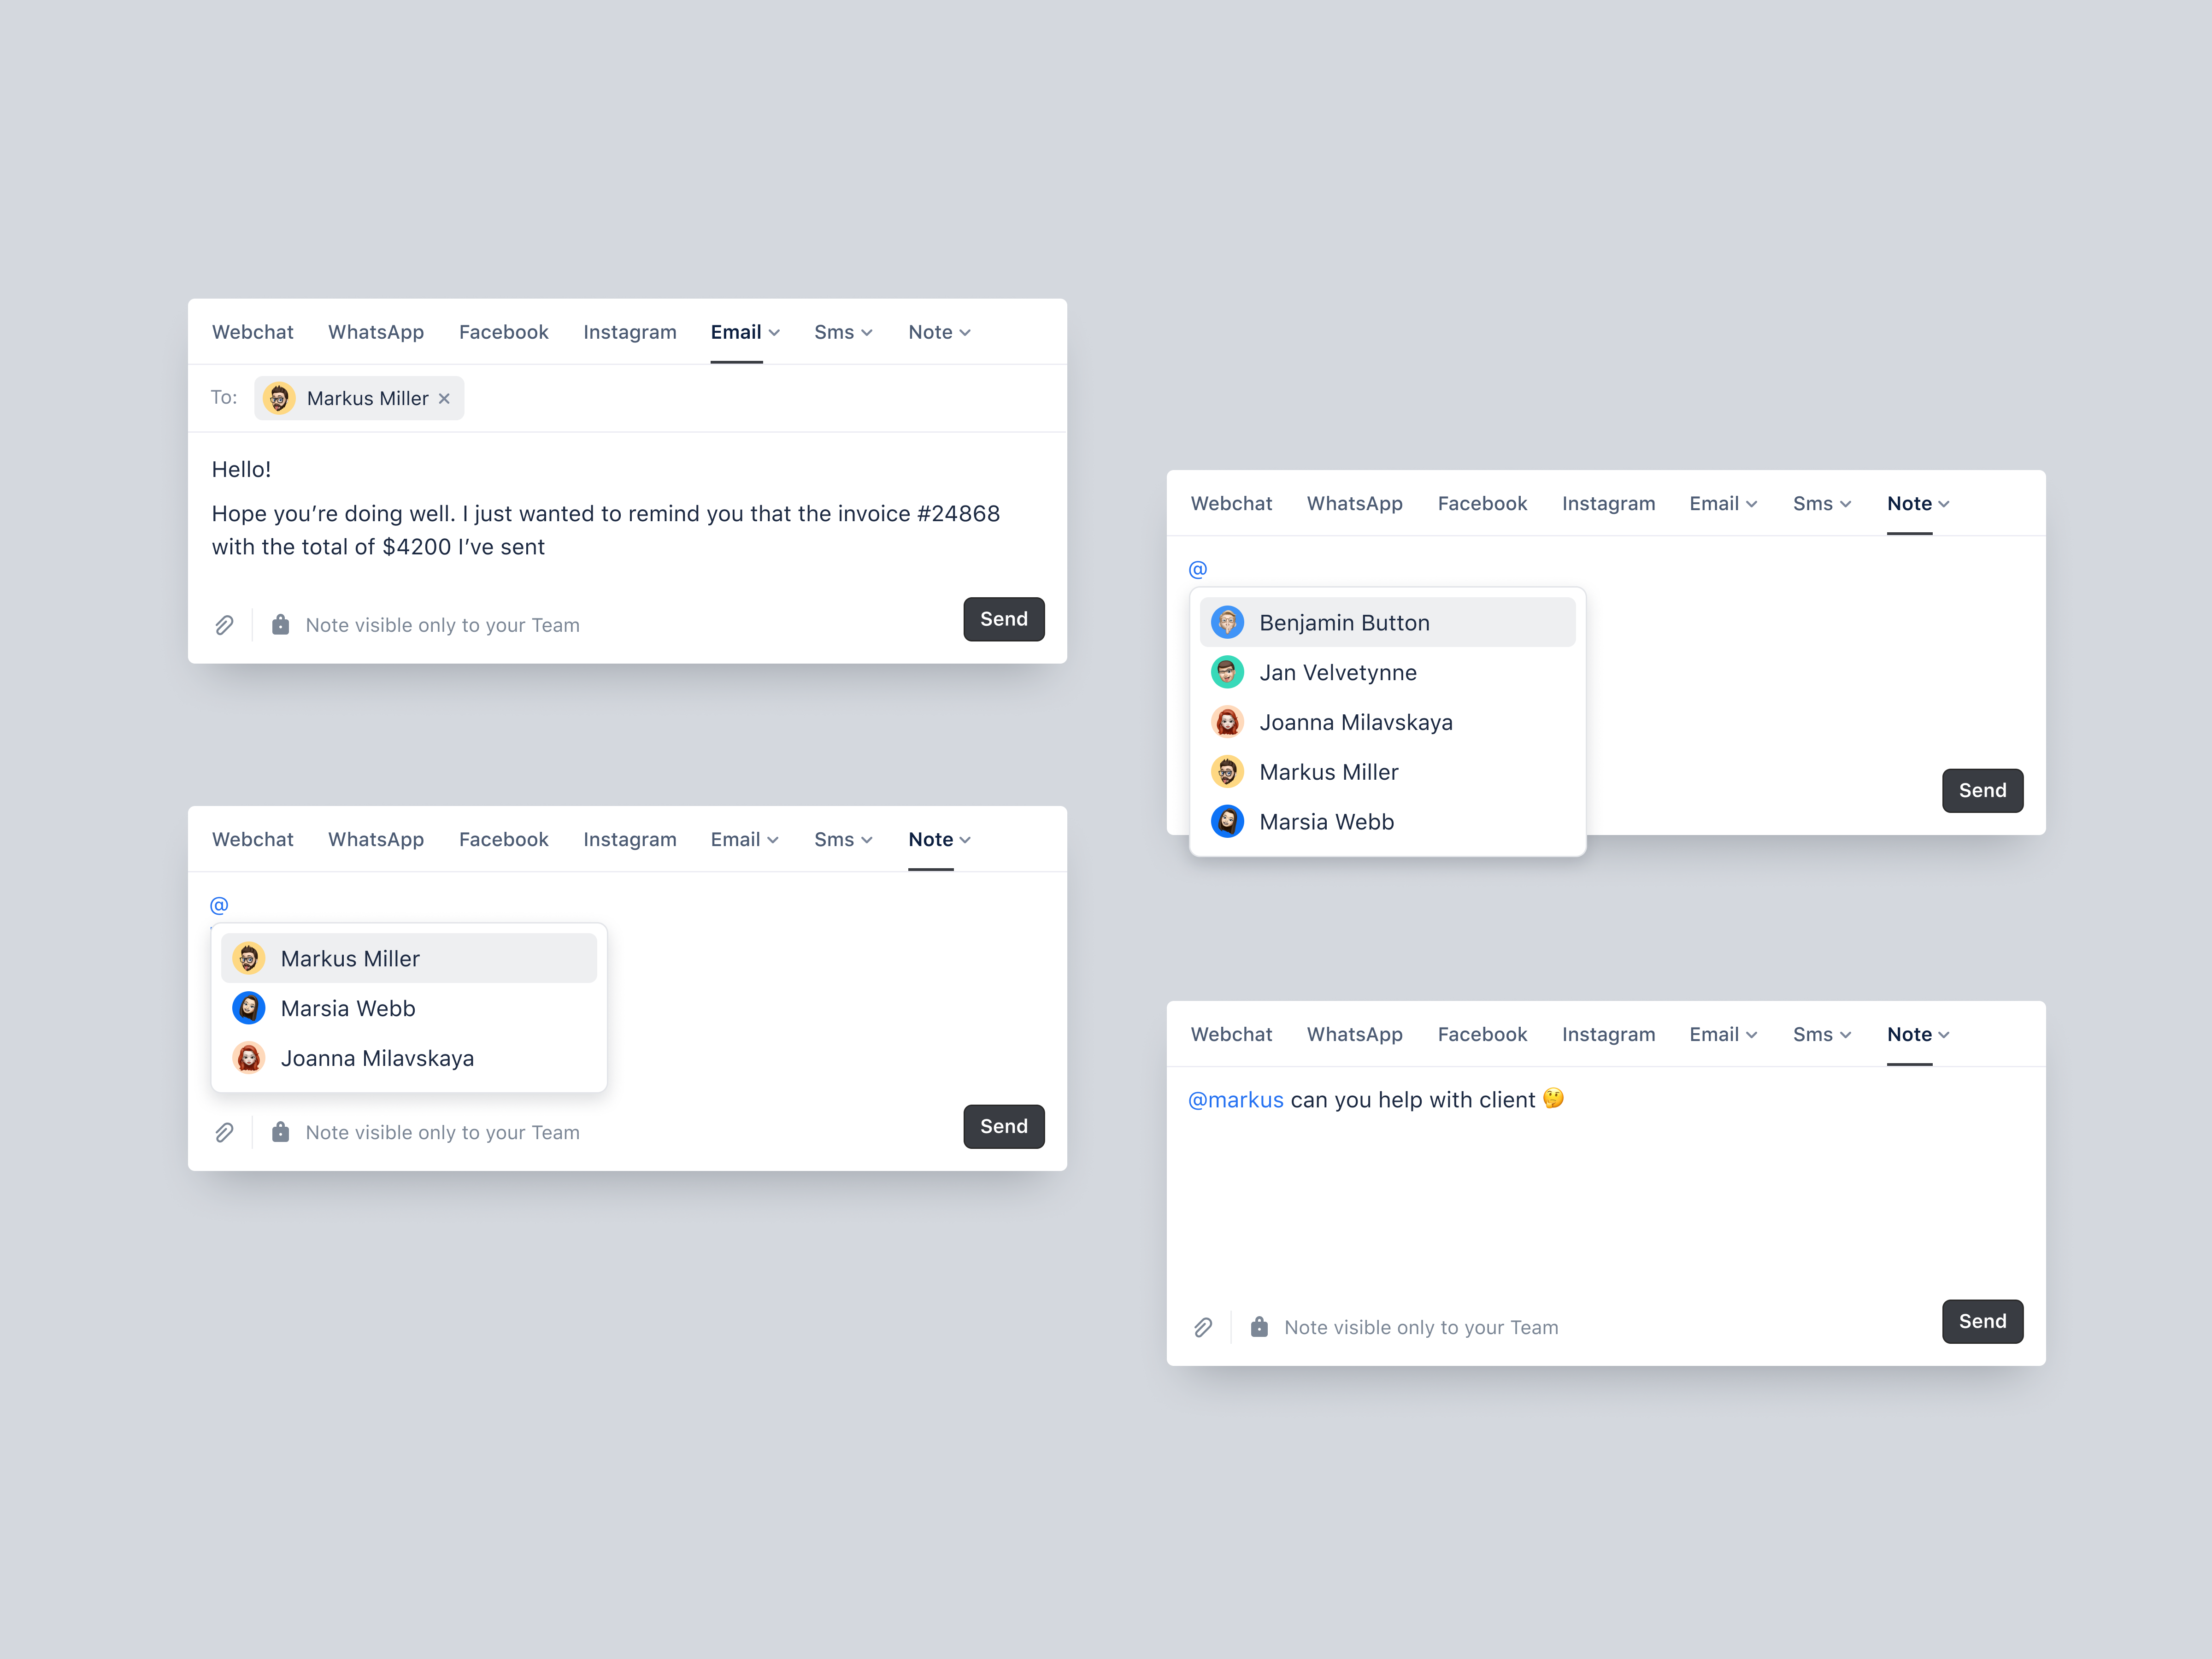 Webchat WhatsApp Facebook Instagram Email Sms Note
To: Markus Miller
Hello!
Hope you’re doing well. I just wanted to remind you that the invoice #24868
with the total of $4200 I’ve sent
Note visible only to your Team Send
Webchat WhatsApp Facebook Instagram Email Sms Note
@
Markus Miller
Marsia Webb
Joanna Milavskaya
Note visible only to your Team Send
Webchat WhatsApp Facebook Instagram Email Sms Note
@
Benjamin Button
Jan Velvetynne
Joanna Milavskaya
Markus Miller
Marsia Webb
Send
Webchat WhatsApp Facebook Instagram Email Sms Note
@markus can you help with client 🤔
Note visible only to your Team Send